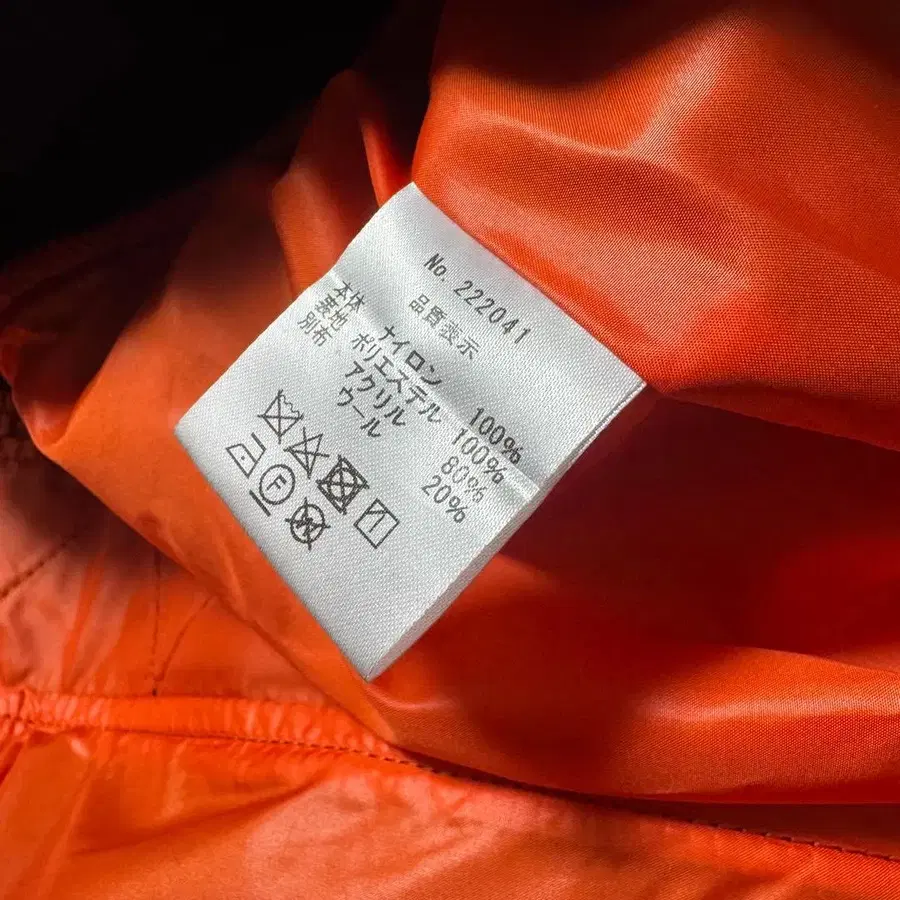 No. 222041
品質表示
本体 ナイロン 100%
裏地 ポリエステル 100%
別布 アクリル 80%
ウール 20%
F
W